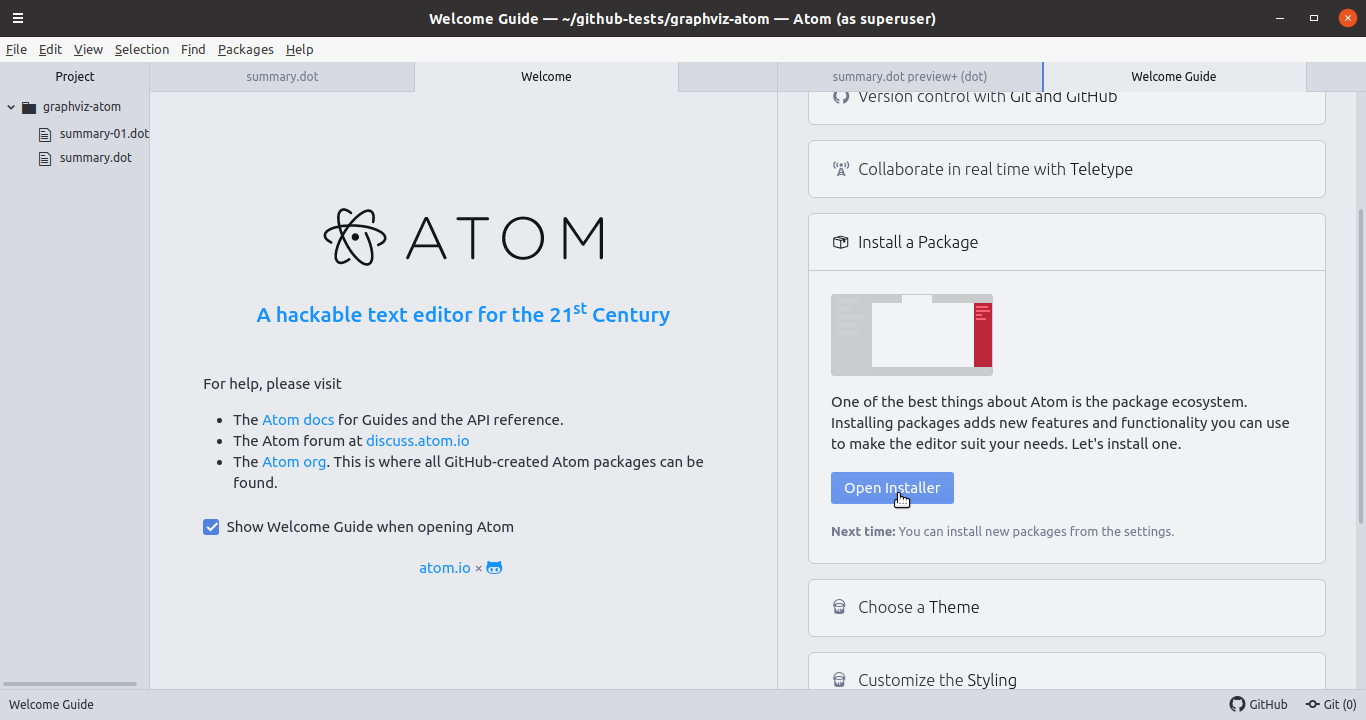 Welcome Guide — ~/github-tests/graphviz-atom — Atom (as superuser)
File Edit View Selection Find Packages Help
Project
summary.dot
Welcome
summary.dot preview+ (dot)
Welcome Guide
graphviz-atom
summary-01.dot
summary.dot
ATOM
A hackable text editor for the 21st Century
For help, please visit
• The Atom docs for Guides and the API reference.
• The Atom forum at discuss.atom.io
• The Atom org. This is where all GitHub-created Atom packages can be
found.
Show Welcome Guide when opening Atom
atom.io ×
Version control with Git and GitHub
Collaborate in real time with Teletype
Install a Package
One of the best things about Atom is the package ecosystem.
Installing packages adds new features and functionality you can use
to make the editor suit your needs. Let's install one.
Open Installer
Next time: You can install new packages from the settings.
Choose a Theme
Customize the Styling
Welcome Guide
GitHub
Git (0)